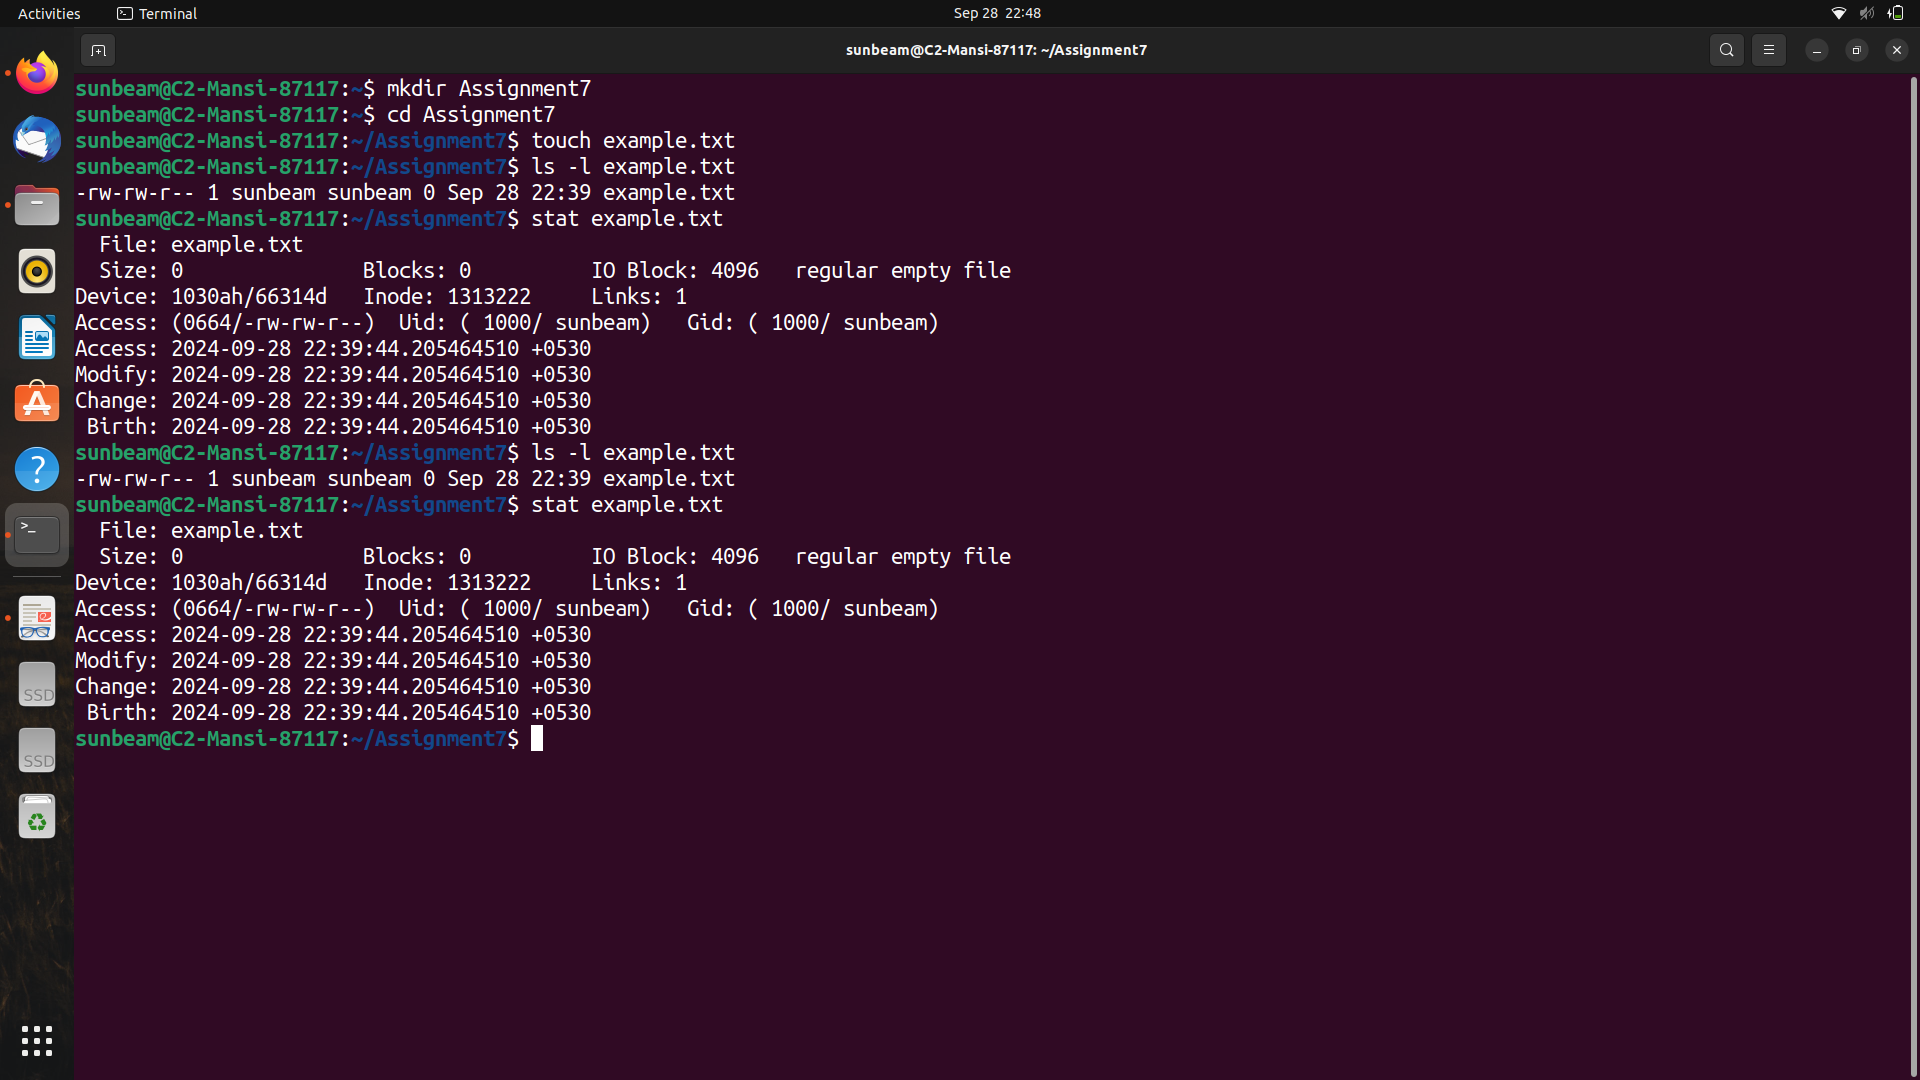 Activities Terminal Sep 28 22:48
sunbeam@C2-Mansi-87117: ~/Assignment7
sunbeam@C2-Mansi-87117:~$ mkdir Assignment7
sunbeam@C2-Mansi-87117:~$ cd Assignment7
sunbeam@C2-Mansi-87117:~/Assignment7$ touch example.txt
sunbeam@C2-Mansi-87117:~/Assignment7$ ls -l example.txt
-rw-rw-r-- 1 sunbeam sunbeam 0 Sep 28 22:39 example.txt
sunbeam@C2-Mansi-87117:~/Assignment7$ stat example.txt
  File: example.txt
  Size: 0               Blocks: 0          IO Block: 4096   regular empty file
Device: 1030ah/66314d   Inode: 1313222     Links: 1
Access: (0664/-rw-rw-r--)  Uid: ( 1000/ sunbeam)   Gid: ( 1000/ sunbeam)
Access: 2024-09-28 22:39:44.205464510 +0530
Modify: 2024-09-28 22:39:44.205464510 +0530
Change: 2024-09-28 22:39:44.205464510 +0530
 Birth: 2024-09-28 22:39:44.205464510 +0530
sunbeam@C2-Mansi-87117:~/Assignment7$ ls -l example.txt
-rw-rw-r-- 1 sunbeam sunbeam 0 Sep 28 22:39 example.txt
sunbeam@C2-Mansi-87117:~/Assignment7$ stat example.txt
  File: example.txt
  Size: 0               Blocks: 0          IO Block: 4096   regular empty file
Device: 1030ah/66314d   Inode: 1313222     Links: 1
Access: (0664/-rw-rw-r--)  Uid: ( 1000/ sunbeam)   Gid: ( 1000/ sunbeam)
Access: 2024-09-28 22:39:44.205464510 +0530
Modify: 2024-09-28 22:39:44.205464510 +0530
Change: 2024-09-28 22:39:44.205464510 +0530
 Birth: 2024-09-28 22:39:44.205464510 +0530
sunbeam@C2-Mansi-87117:~/Assignment7$
SSD
SSD